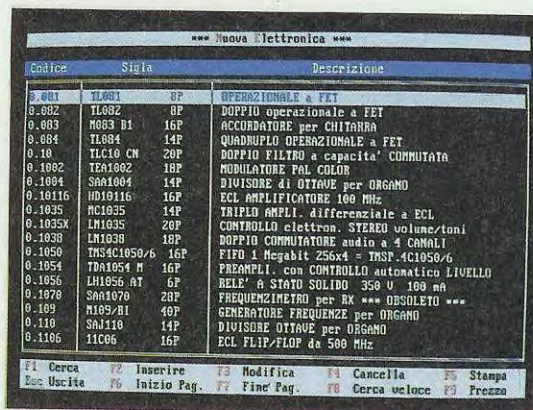 *** Nuova Elettronica ***
Codice Sigla Descrizione
0.081 TL081 8P OPERAZIONALE a FET
0.082 TL082 8P DOPPIO operazionale a FET
0.083 M083 B1 16P ACCORDATORE per CHITARRA
0.084 TL084 14P QUADRUPLO OPERAZIONALE a FET
0.10 TLC10 CN 20P DOPPIO FILTRO a capacita' COMMUTATA
0.1002 TEA1002 18P MODULATORE PAL COLOR
0.1004 SAA1004 14P DIVISORE di OTTAVE per ORGANO
0.10116 HD10116 16P ECL AMPLIFICATORE 100 MHz
0.1035 MC1035 14P TRIPLO AMPLI. differenziale a ECL
0.1035X LM1035 20P CONTROLLO elettron. STEREO volume/toni
0.1038 LM1038 18P DOPPIO COMMUTATORE audio a 4 CANALI
0.1050 TMS4C1050/6 16P FIFO 1 Megabit 256x4 = TMSP.4C1050/6
0.1054 TDA1054 M 16P PREAMPLI. con CONTROLLO automatico LIVELLO
0.1056 LH1056 AT 6P RELE' A STATO SOLIDO 350 V 100 mA
0.1070 SAA1070 28P FREQUENZIMETRO per RX *** OBSOLETO ***
0.109 M109/B1 40P GENERATORE FREQUENZE per ORGANO
0.110 SAJ110 14P DIVISORE OTTAVE per ORGANO
0.1106 11C06 16P ECL FLIP/FLOP da 500 MHz
F1 Cerca F2 Inserire F3 Modifica F4 Cancella F5 Stampa
Esc Uscita F6 Inizio Pag. F7 Fine Pag. F8 Cerca veloce F9 Prezzo